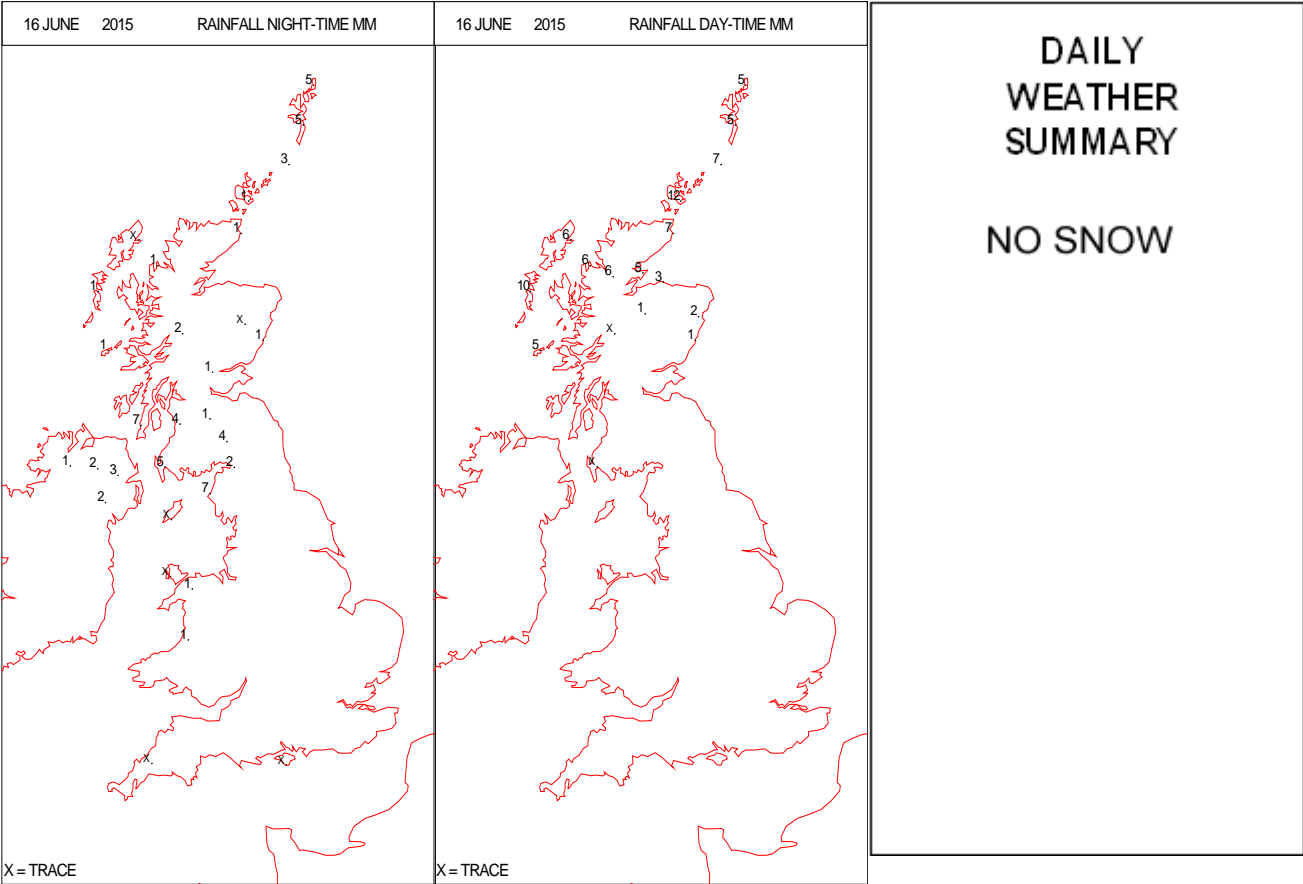 16 JUNE 2015 RAINFALL NIGHT-TIME MM
5.
5.
3.
1.
1.
X
1.
1
X.
2.
1.
1.
1.
7
4.
1.
4.
1.
2.
3.
5
2.
7
2.
X
X
1.
1.
X.
X.
X = TRACE
16 JUNE 2015 RAINFALL DAY-TIME MM
5.
5.
7.
12.
7
6.
6.
6.
3.
10
1.
2.
X.
1.
5.
X.
X = TRACE
DAILY
WEATHER
SUMMARY
NO SNOW